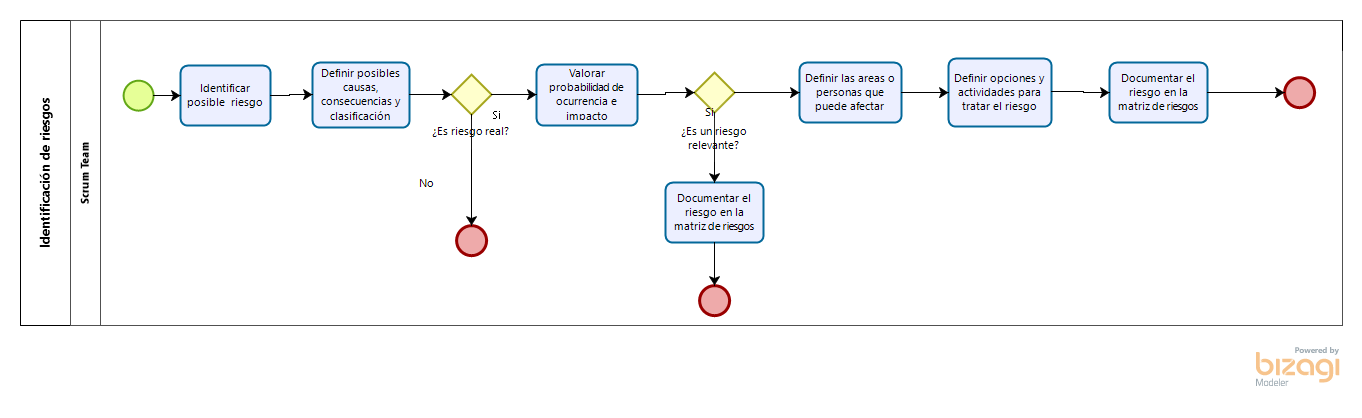 Identificación de riesgos
Scrum Team
Identificar
posible riesgo
Definir posibles
causas,
consecuencias y
clasificación
¿Es riesgo real?
Si
No
Valorar
probabilidad de
ocurrencia e
impacto
Si
¿Es un riesgo
relevante?
Documentar el
riesgo en la
matriz de riesgos
Definir las areas o
personas que
puede afectar
Definir opciones y
actividades para
tratar el riesgo
Documentar el
riesgo en la
matriz de riesgos
Powered by
bizagi
Modeler